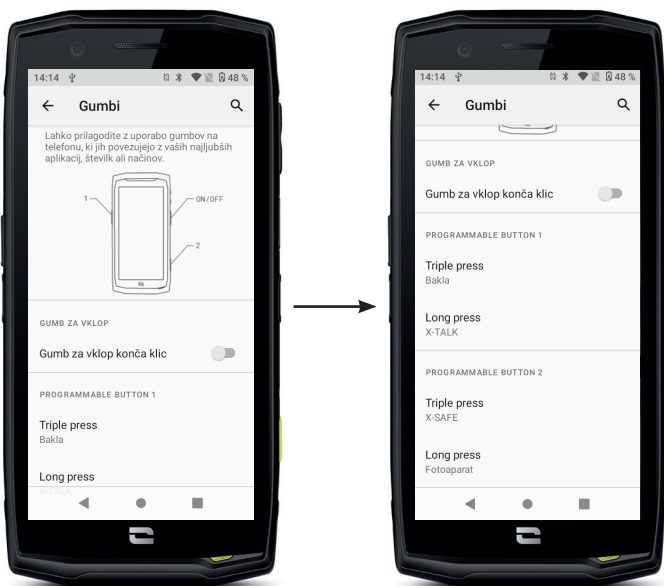 14:14 48 %
Gumbi
Lahko prilagodite z uporabo gumbov na
telefonu, ki jih povezujejo z vaših najljubših
aplikacij, številk ali načinov.
1
ON/OFF
2
GUMB ZA VKLOP
Gumb za vklop konča klic
PROGRAMMABLE BUTTON 1
Triple press
Bakla
Long press
X-TALK
14:14 48 %
Gumbi
GUMB ZA VKLOP
Gumb za vklop konča klic
PROGRAMMABLE BUTTON 1
Triple press
Bakla
Long press
X-TALK
PROGRAMMABLE BUTTON 2
Triple press
X-SAFE
Long press
Fotoaparat